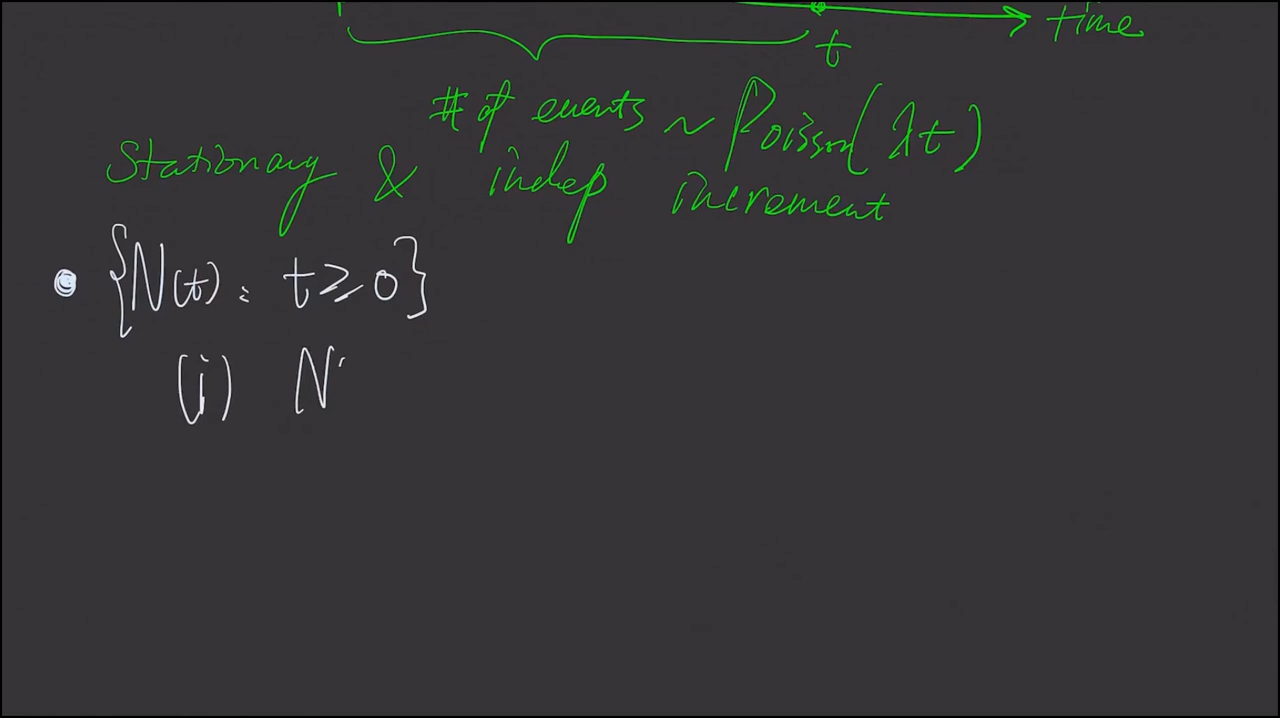 time
t
# of events ~ Poisson(λt)
Stationary & indep increment
• {N(t): t ≥ 0}
(i) N